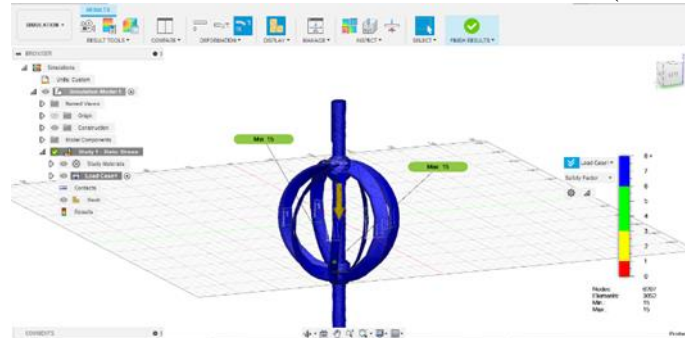 RESULTS
SIMULATION
RESULT TOOLS
COMPARE
DEFORMATION
DISPLAY
MANAGE
INSPECT
SELECT
FINISH RESULTS
BROWSER
Simulations
Units: Custom
Simulation Model 1
Named Views
Origin
Construction
Model Components
Study 1 - Static Stress
Study Materials
Load Case1
Contacts
Mesh
Results
Min: 15
Max: 15
Load Case1
Safety Factor
8+
7
6
5
4
3
2
1
0
Min.: 15
Max.: 15
COMMENTS